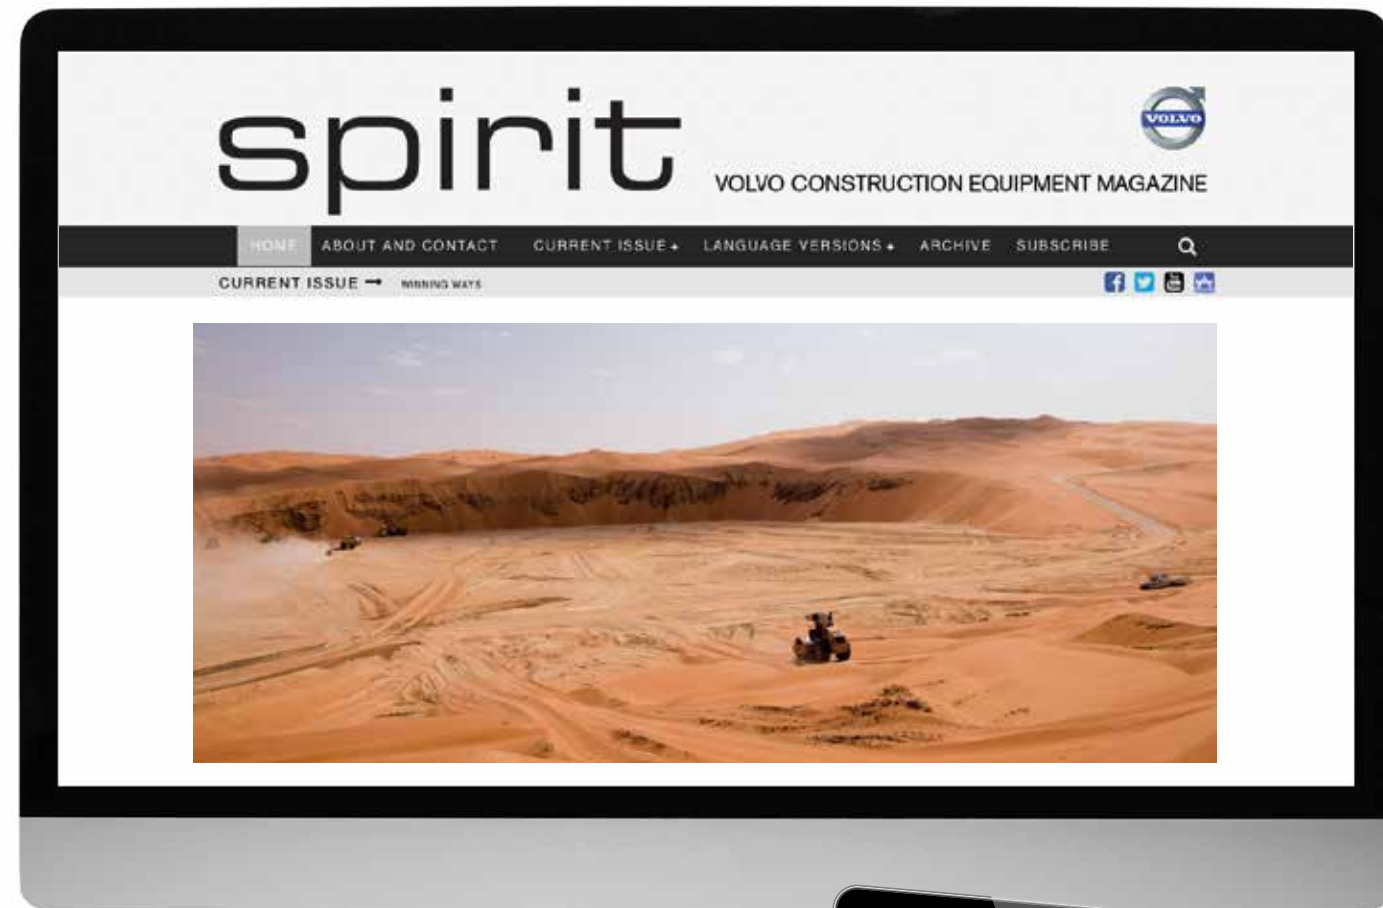 spirit
VOLVO
VOLVO CONSTRUCTION EQUIPMENT MAGAZINE
HOME ABOUT AND CONTACT CURRENT ISSUE + LANGUAGE VERSIONS + ARCHIVE SUBSCRIBE
CURRENT ISSUE → WINNING WAYS